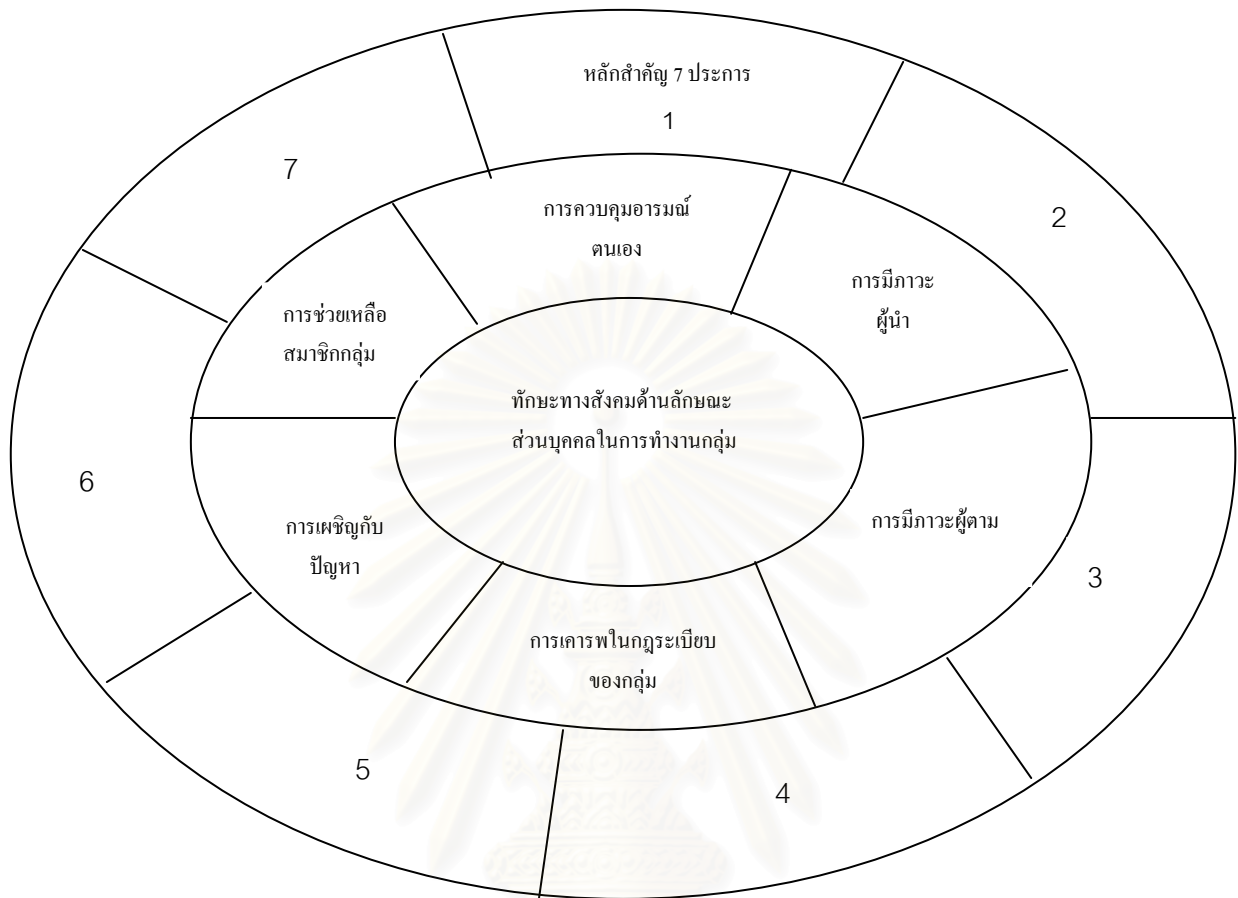 หลักสำคัญ 7 ประการ
1
7
2
การควบคุมอารมณ์
ตนเอง
การมีภาวะ
ผู้นำ
การช่วยเหลือ
สมาชิกกลุ่ม
ทักษะทางสังคมด้านลักษณะ
ส่วนบุคคลในการทำงานกลุ่ม
6
การเผชิญกับ
ปัญหา
การมีภาวะผู้ตาม
3
การเคารพในกฎระเบียบ
ของกลุ่ม
5
4